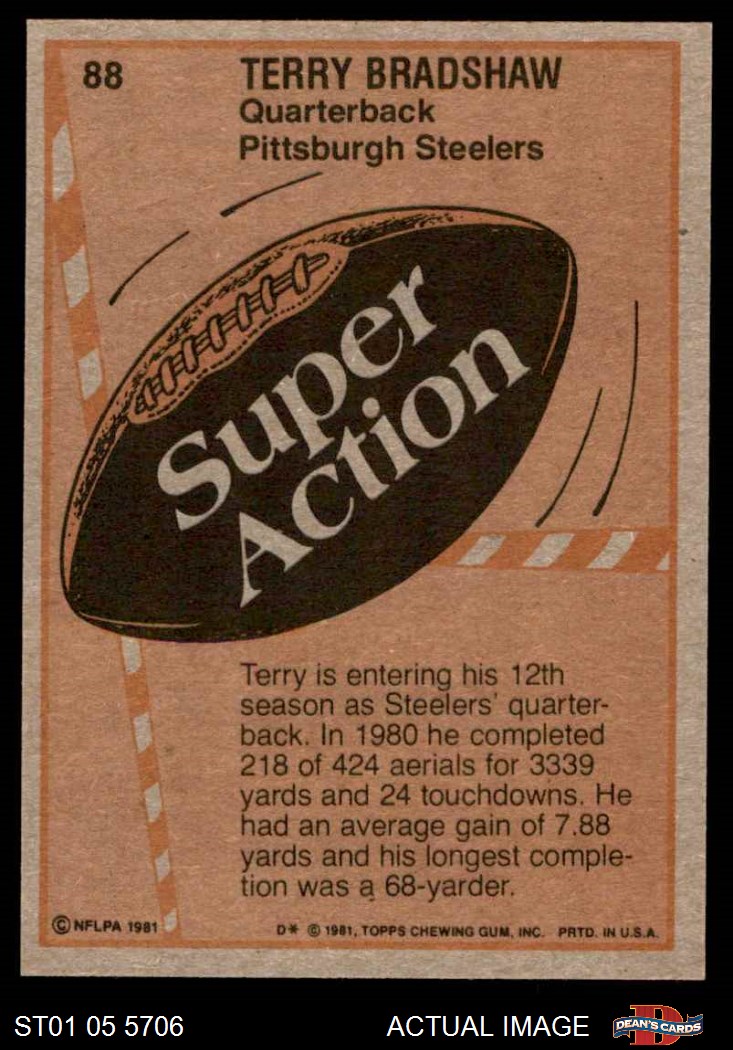 88
TERRY BRADSHAW
Quarterback
Pittsburgh Steelers
Super
Action
Terry is entering his 12th
season as Steelers' quarter-
back. In 1980 he completed
218 of 424 aerials for 3339
yards and 24 touchdowns. He
had an average gain of 7.88
yards and his longest comple-
tion was a 68-yarder.
© NFLPA 1981
D* © 1981, TOPPS CHEWING GUM, INC. PRTD. IN U.S.A.
ST01 05 5706
ACTUAL IMAGE
D
DEAN'S CARDS